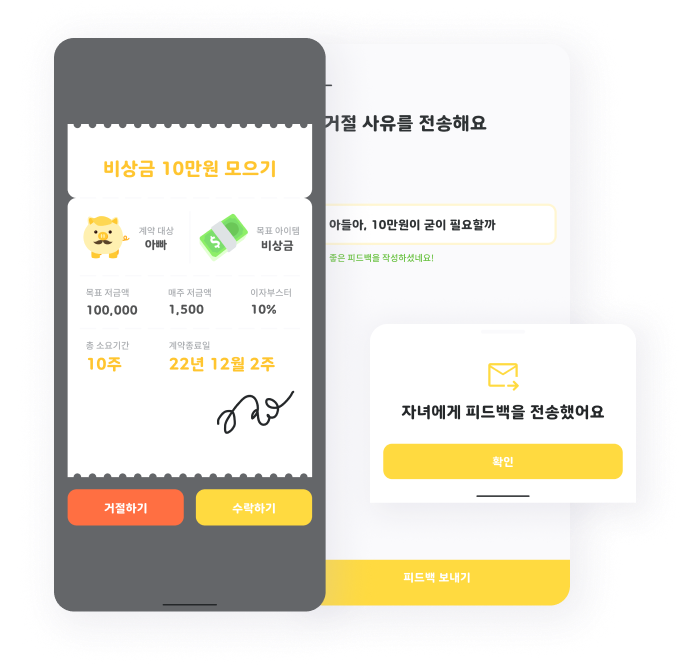 비상금 10만원 모으기
계약 대상
아빠
목표 아이템
비상금
목표 저금액
100,000
매주 저금액
1,500
이자부스터
10%
총 소요기간
10주
계약종료일
22년 12월 2주
거절하기
수락하기
거절 사유를 전송해요
아들아, 10만원이 굳이 필요할까
좋은 피드백을 작성하셨네요!
피드백 보내기
자녀에게 피드백을 전송했어요
확인